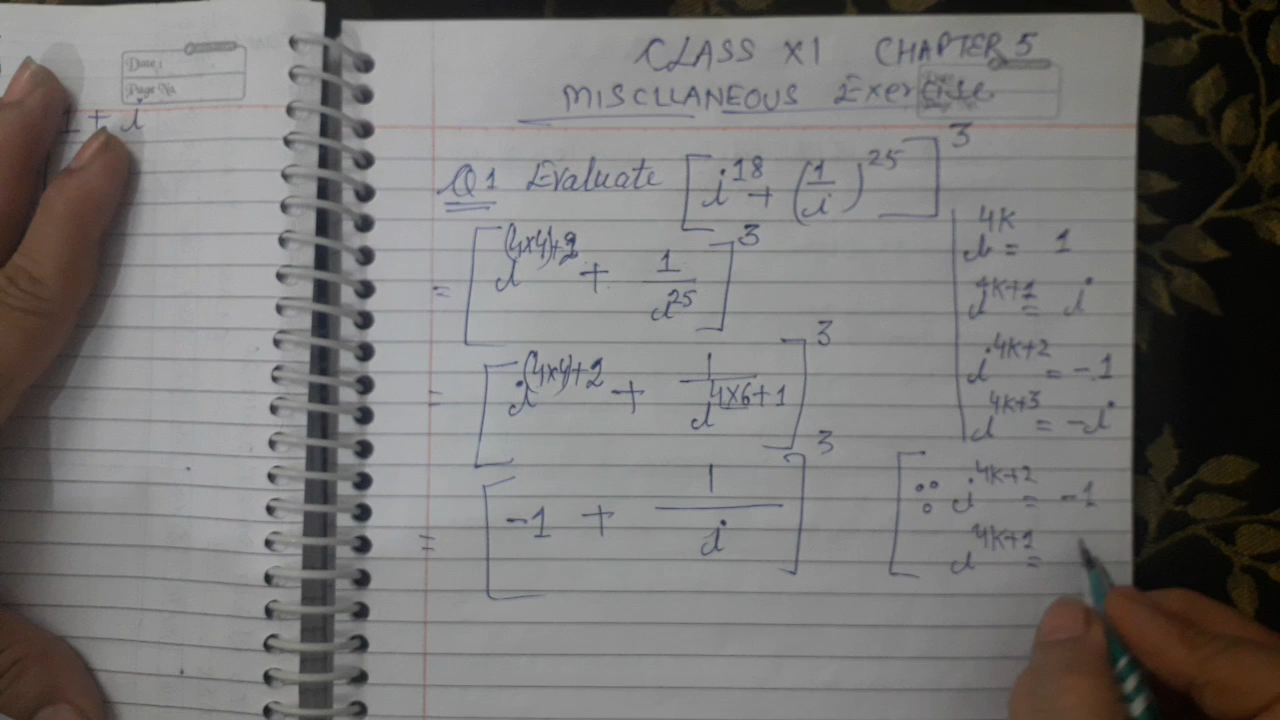 Date:
Page No.
1 + i
CLASS XI CHAPTER 5
MISCLLANEOUS Exercise
Q1 Evaluate [i^18 + (1/i)^25]^3
= [i^(4×4)+2 + 1/i^25]^3
= [i^(4×4)+2 + 1/i^4×6+1]^3
= [-1 + 1/i]^3
i^4K = 1
i^4K+1 = i
i^4K+2 = -1
i^4K+3 = -i
[∵ i^4K+2 = -1
i^4K+1 =